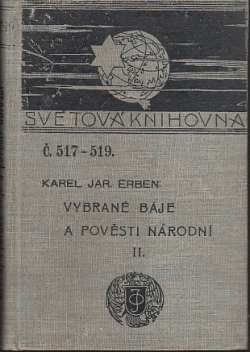 SVĚTOVÁ KNIHOVNA
Č. 517-519.
KAREL JAR. ERBEN:
VYBRANÉ BÁJE
A POVĚSTI NÁRODNÍ
II.